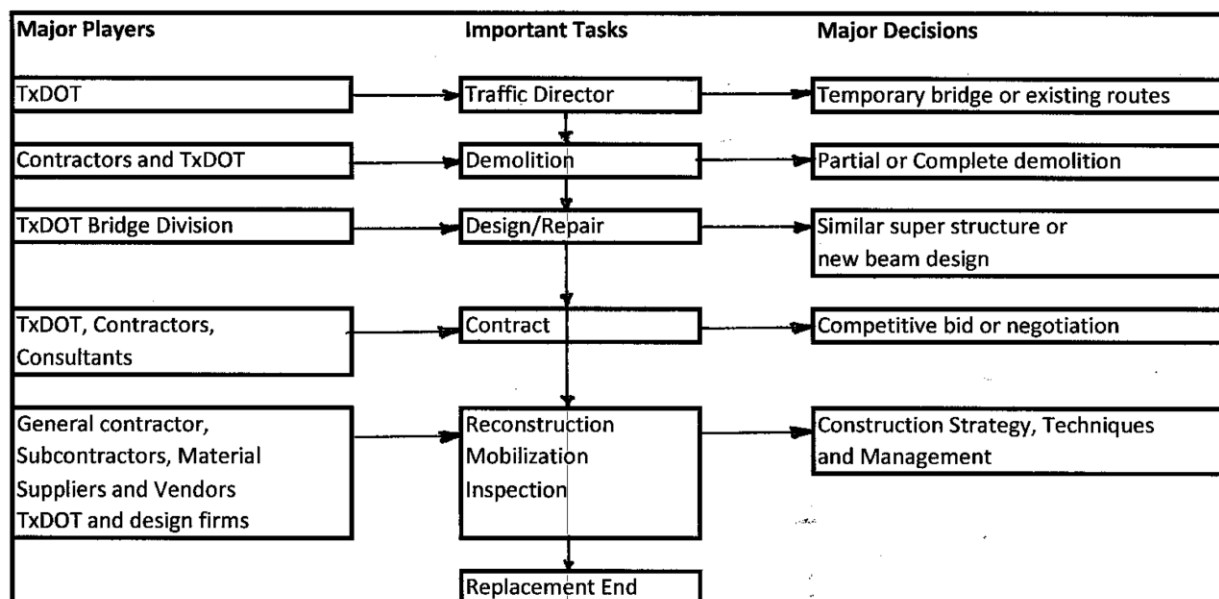 Major Players Important Tasks Major Decisions
TxDOT Traffic Director Temporary bridge or existing routes
Contractors and TxDOT Demolition Partial or Complete demolition
TxDOT Bridge Division Design/Repair Similar super structure or
new beam design
TxDOT, Contractors, Contract Competitive bid or negotiation
Consultants
General contractor, Reconstruction Construction Strategy, Techniques
Subcontractors, Material Mobilization and Management
Suppliers and Vendors Inspection
TxDOT and design firms
Replacement End